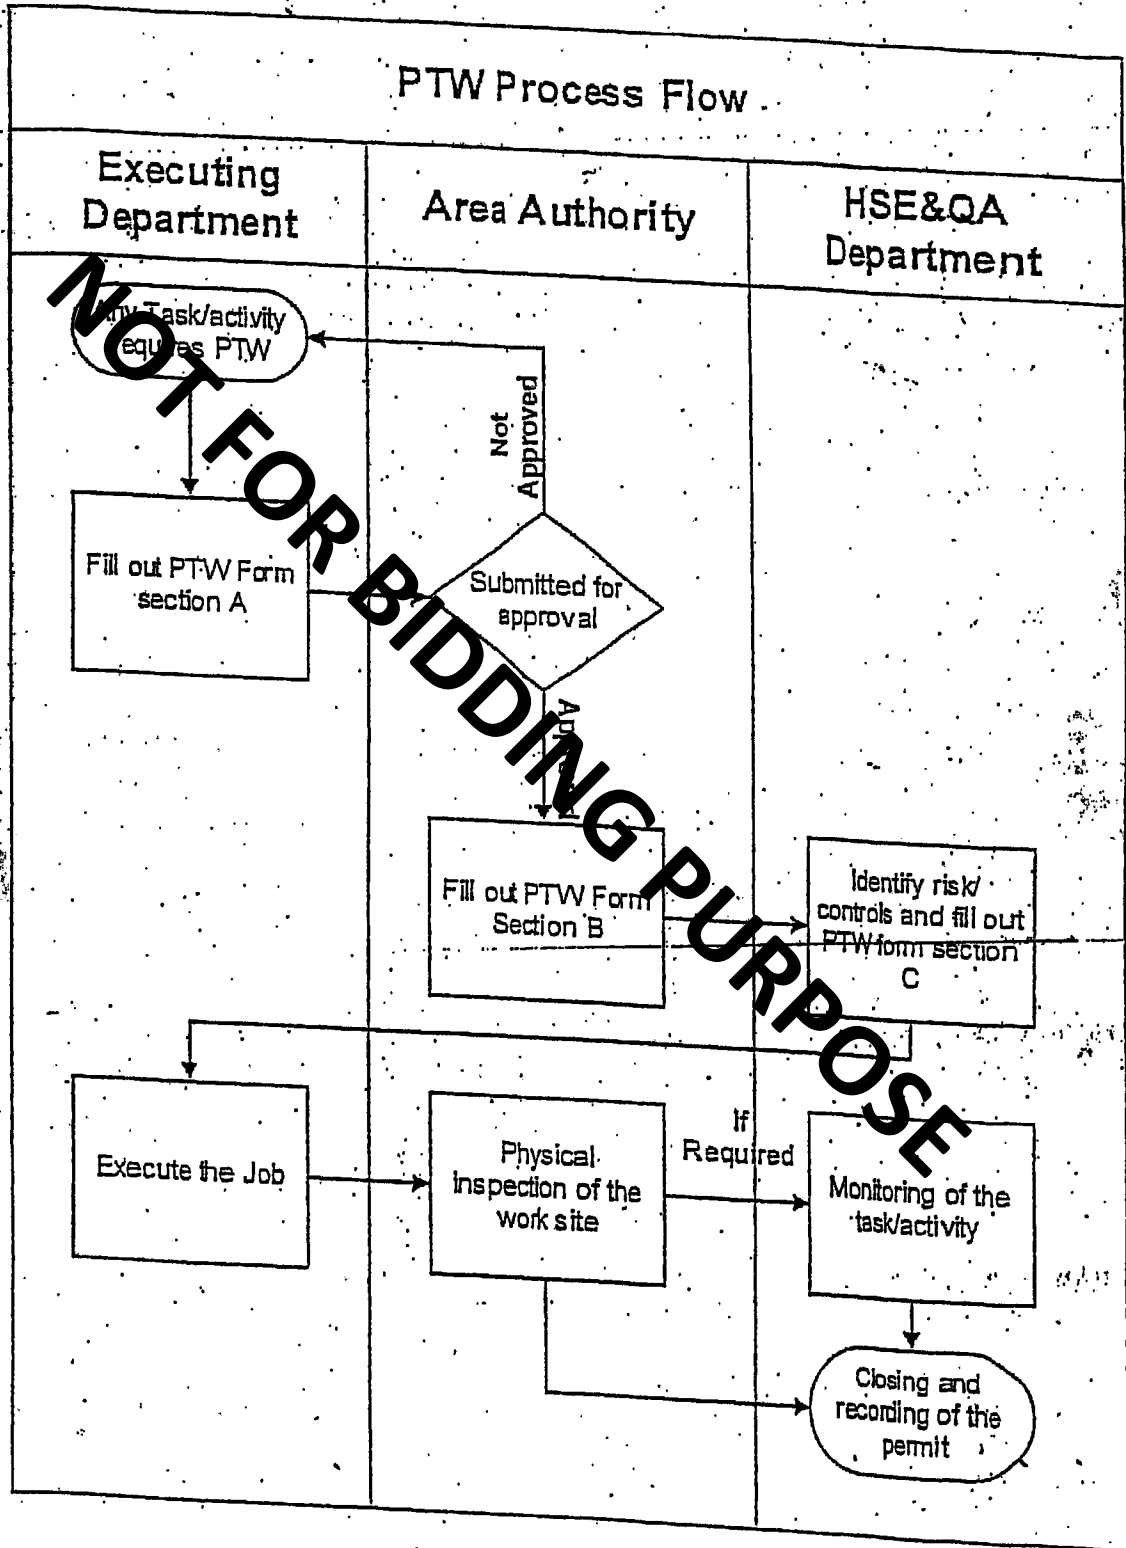 PTW Process Flow
Executing
Department
Area Authority
HSE&QA
Department
Any Task/activity
requires PTW
Not
Approved
Fill out PTW Form
section A
Submitted for
approval
Approved
Fill out PTW Form
Section B
Identify risk/
controls and fill out
PTW form section
C
Execute the Job
Physical
inspection of the
work site
If
Required
Monitoring of the
task/activity
Closing and
recording of the
permit
NOT FOR BIDDING PURPOSE